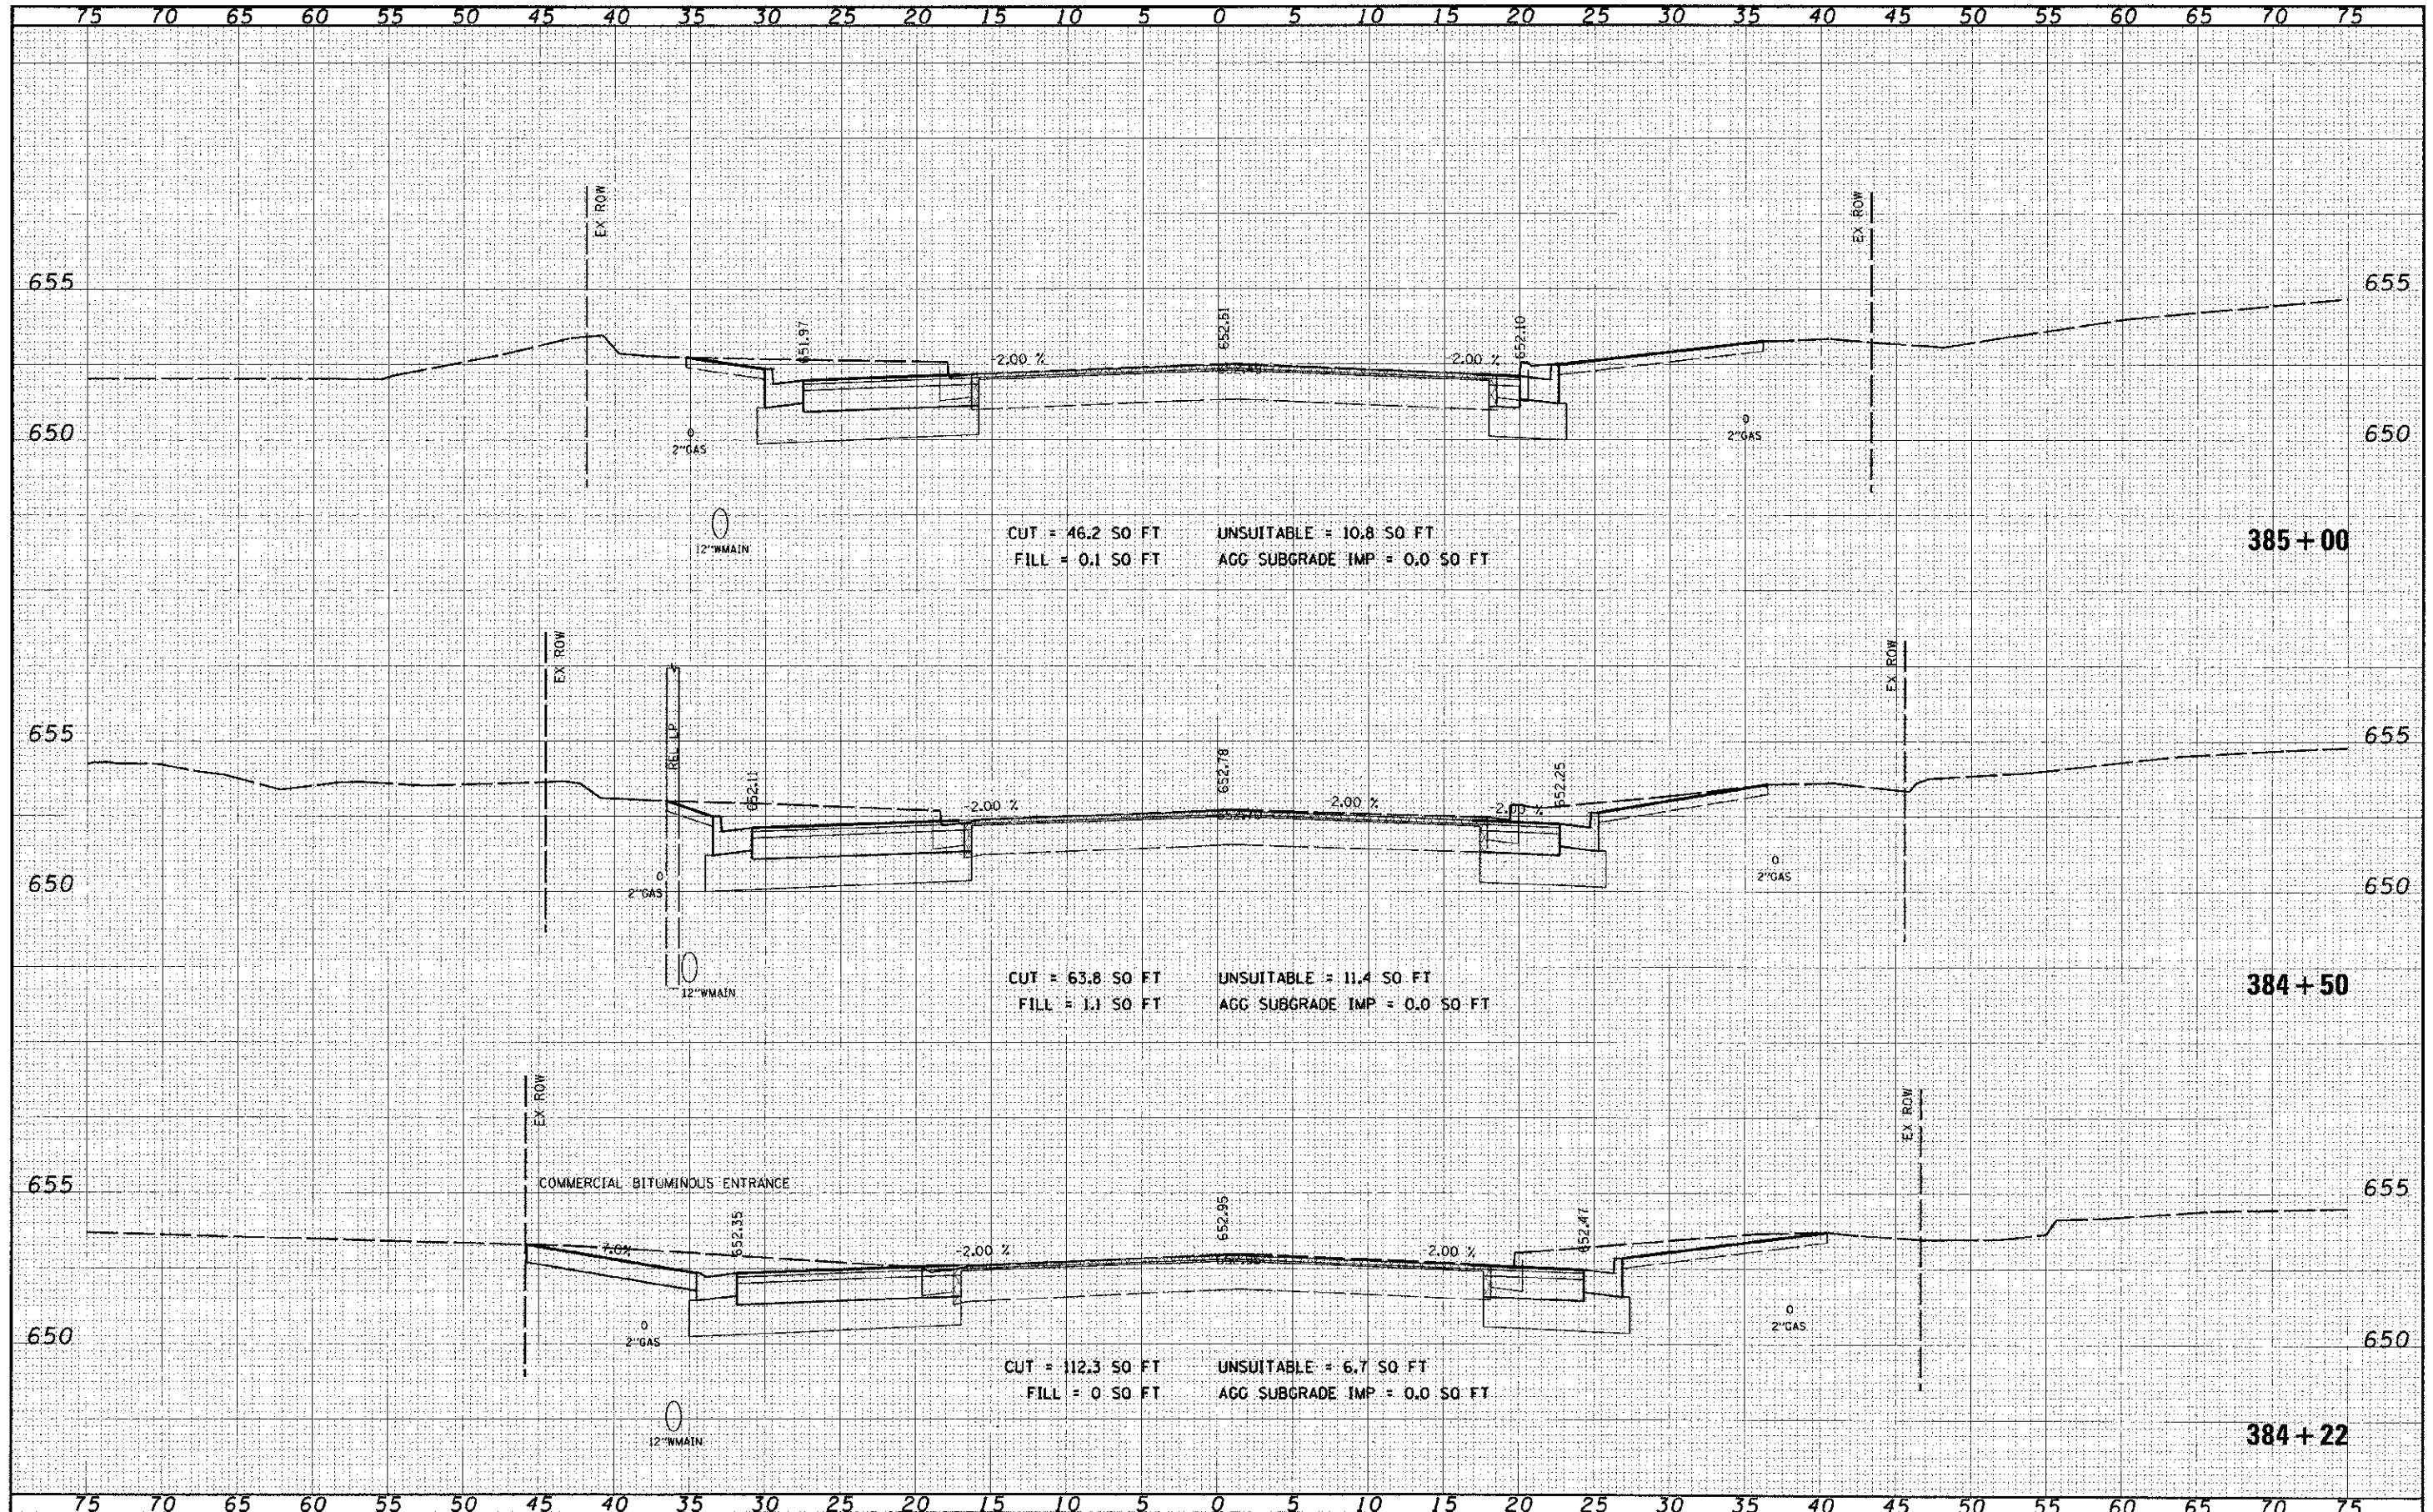 75 70 65 60 55 50 45 40 35 30 25 20 15 10 5 0 5 10 15 20 25 30 35 40 45 50 55 60 65 70 75
EX ROW
EX ROW
655
655
651.97
652.61
652.10
-2.00 %
-2.00 %
650
650
0
2"GAS
0
2"GAS
12"WMAIN
CUT = 46.2 SQ FT UNSUITABLE = 10.8 SQ FT
FILL = 0.1 SQ FT AGG SUBGRADE IMP = 0.0 SQ FT
385+00
EX ROW
EX ROW
REL LP
655
655
652.11
652.78
652.25
-2.00 %
2.00 %
-2.00 %
652.70
650
650
0
2"GAS
0
2"GAS
12"WMAIN
CUT = 63.8 SQ FT UNSUITABLE = 11.4 SQ FT
FILL = 1.1 SQ FT AGG SUBGRADE IMP = 0.0 SQ FT
384+50
EX ROW
EX ROW
655
COMMERCIAL BITUMINOUS ENTRANCE
655
652.35
652.95
652.47
7.0%
-2.00 %
2.00 %
650
650
0
2"GAS
0
2"GAS
12"WMAIN
CUT = 112.3 SQ FT UNSUITABLE = 6.7 SQ FT
FILL = 0 SQ FT AGG SUBGRADE IMP = 0.0 SQ FT
384+22
75 70 65 60 55 50 45 40 35 30 25 20 15 10 5 0 5 10 15 20 25 30 35 40 45 50 55 60 65 70 75